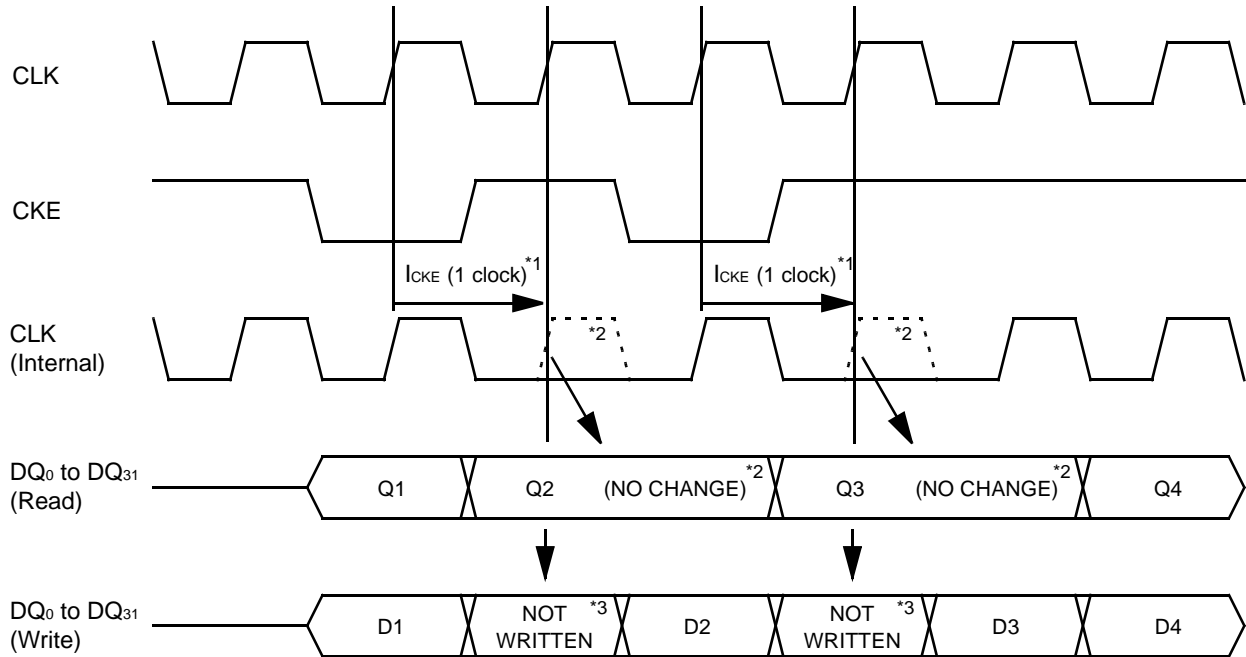 CLK
CKE
ICKE (1 clock)*1
ICKE (1 clock)*1
CLK
(Internal)
*2
*2
DQ0 to DQ31
(Read)
Q1
Q2
(NO CHANGE)*2
Q3
(NO CHANGE)*2
Q4
DQ0 to DQ31
(Write)
D1
NOT *3
WRITTEN
D2
NOT *3
WRITTEN
D3
D4